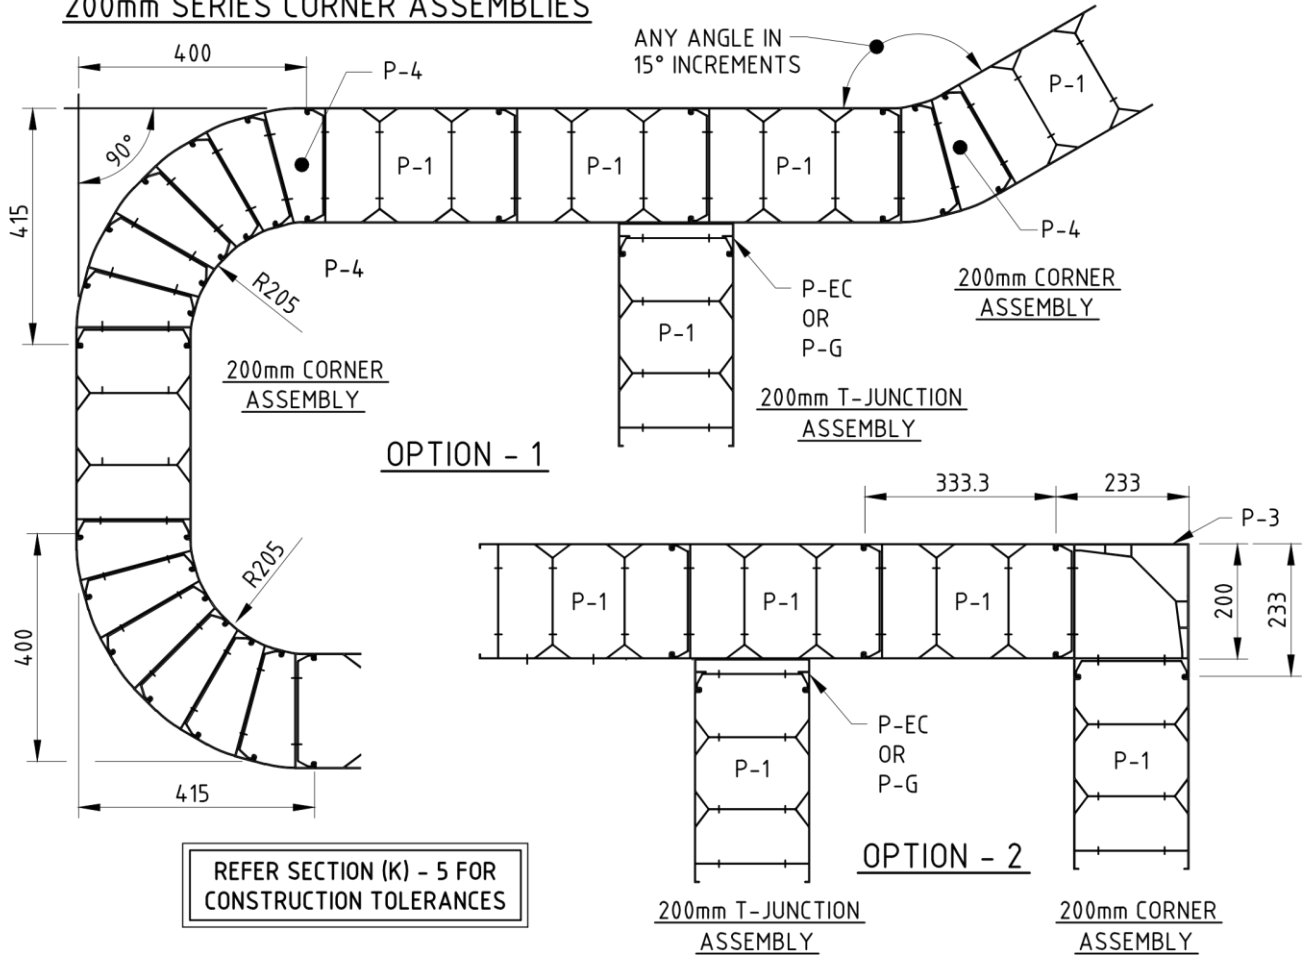 200mm SERIES CORNER ASSEMBLIES
400
P-4
ANY ANGLE IN
15° INCREMENTS
P-1
90°
P-1
P-1
P-1
415
P-4
P-4
R205
P-EC
OR
P-G
200mm CORNER
ASSEMBLY
P-1
200mm CORNER
ASSEMBLY
200mm T-JUNCTION
ASSEMBLY
OPTION - 1
333.3
233
P-3
R205
P-1
P-1
P-1
200
233
400
P-EC
OR
P-G
P-1
P-1
415
OPTION - 2
REFER SECTION (K) - 5 FOR
CONSTRUCTION TOLERANCES
200mm T-JUNCTION
ASSEMBLY
200mm CORNER
ASSEMBLY